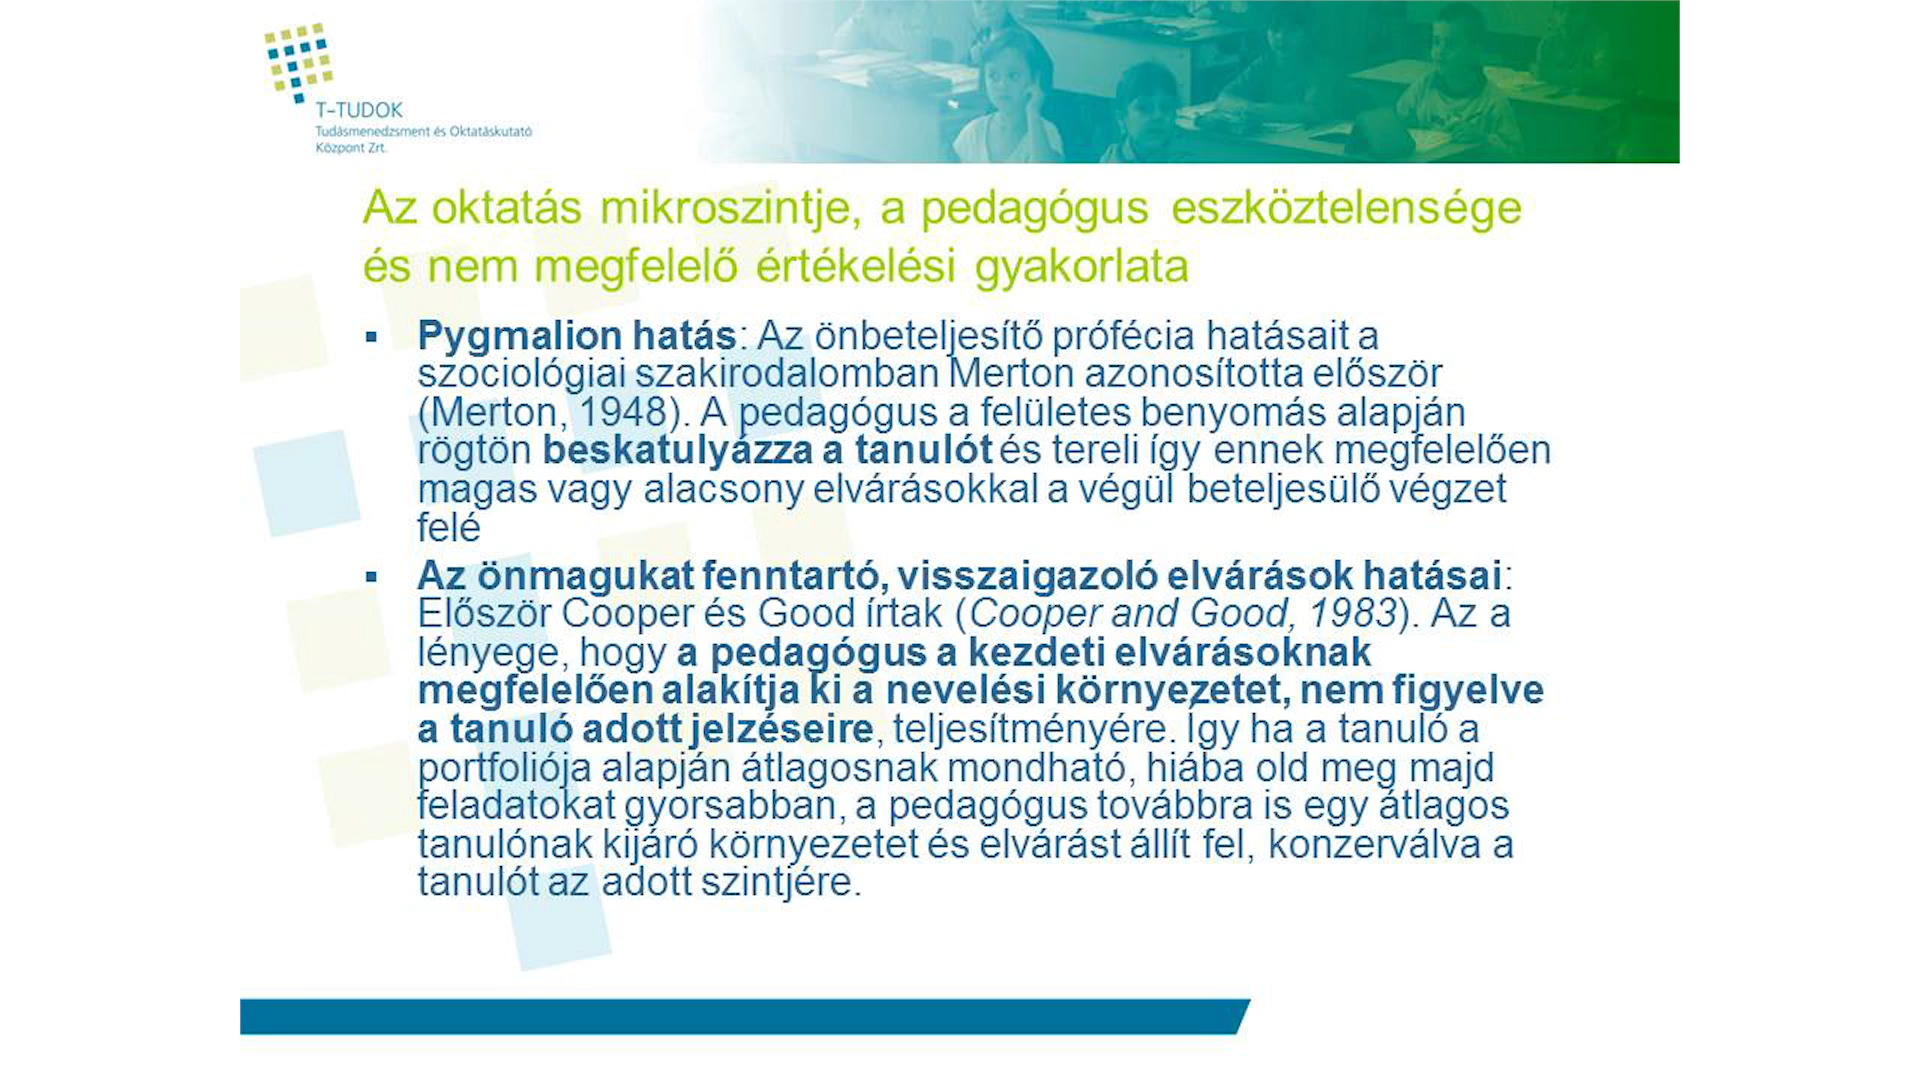 T-TUDOK
Tudásmenedzsment és Oktatáskutató
Központ Zrt.
Az oktatás mikroszintje, a pedagógus eszköztelensége
és nem megfelelő értékelési gyakorlata
▪ Pygmalion hatás: Az önbeteljesítő prófécia hatásait a
szociológiai szakirodalomban Merton azonosította először
(Merton, 1948). A pedagógus a felületes benyomás alapján
rögtön beskatulyázza a tanulót és tereli így ennek megfelelően
magas vagy alacsony elvárásokkal a végül beteljesülő végzet
felé
▪ Az önmagukat fenntartó, visszaigazoló elvárások hatásai:
Először Cooper és Good írtak (Cooper and Good, 1983). Az a
lényege, hogy a pedagógus a kezdeti elvárásoknak
megfelelően alakítja ki a nevelési környezetet, nem figyelve
a tanuló adott jelzéseire, teljesítményére. Így ha a tanuló a
portfoliója alapján átlagosnak mondható, hiába old meg majd
feladatokat gyorsabban, a pedagógus továbbra is egy átlagos
tanulónak kijáró környezetet és elvárást állít fel, konzerválva a
tanulót az adott szintjére.